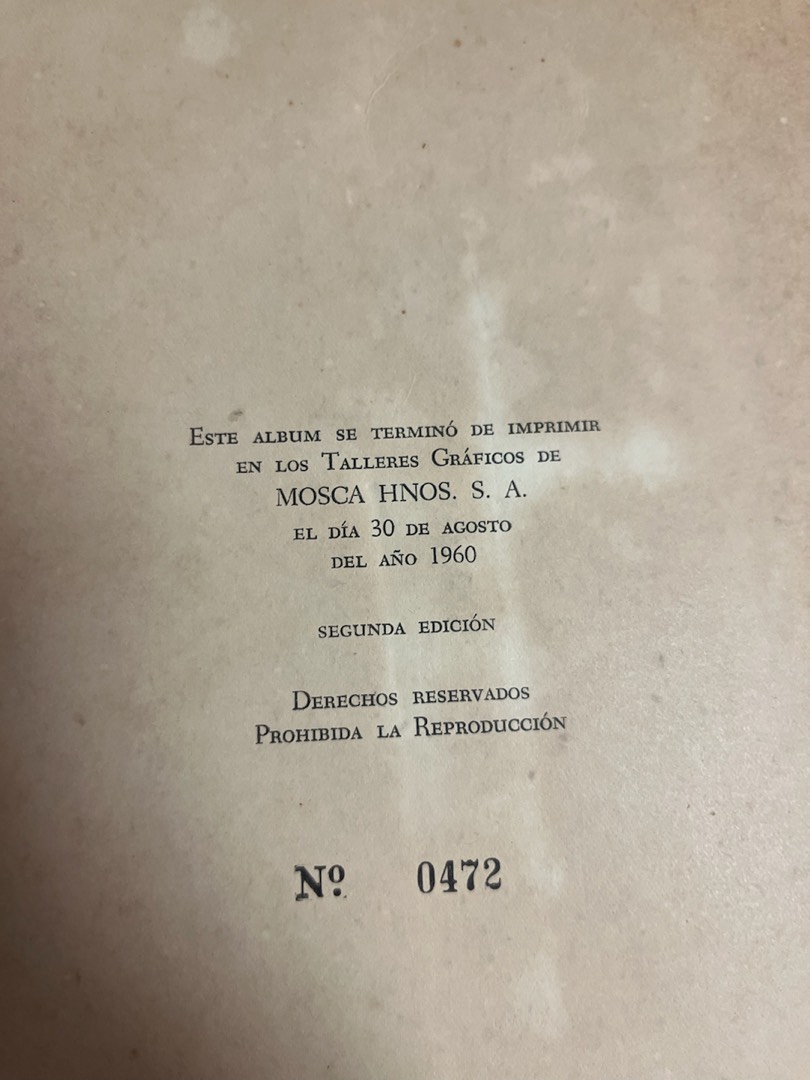 Este album se terminó de imprimir
en los Talleres Gráficos de
MOSCA HNOS. S. A.
el día 30 de agosto
del año 1960
segunda edición
Derechos reservados
Prohibida la Reproducción
Nº 0472